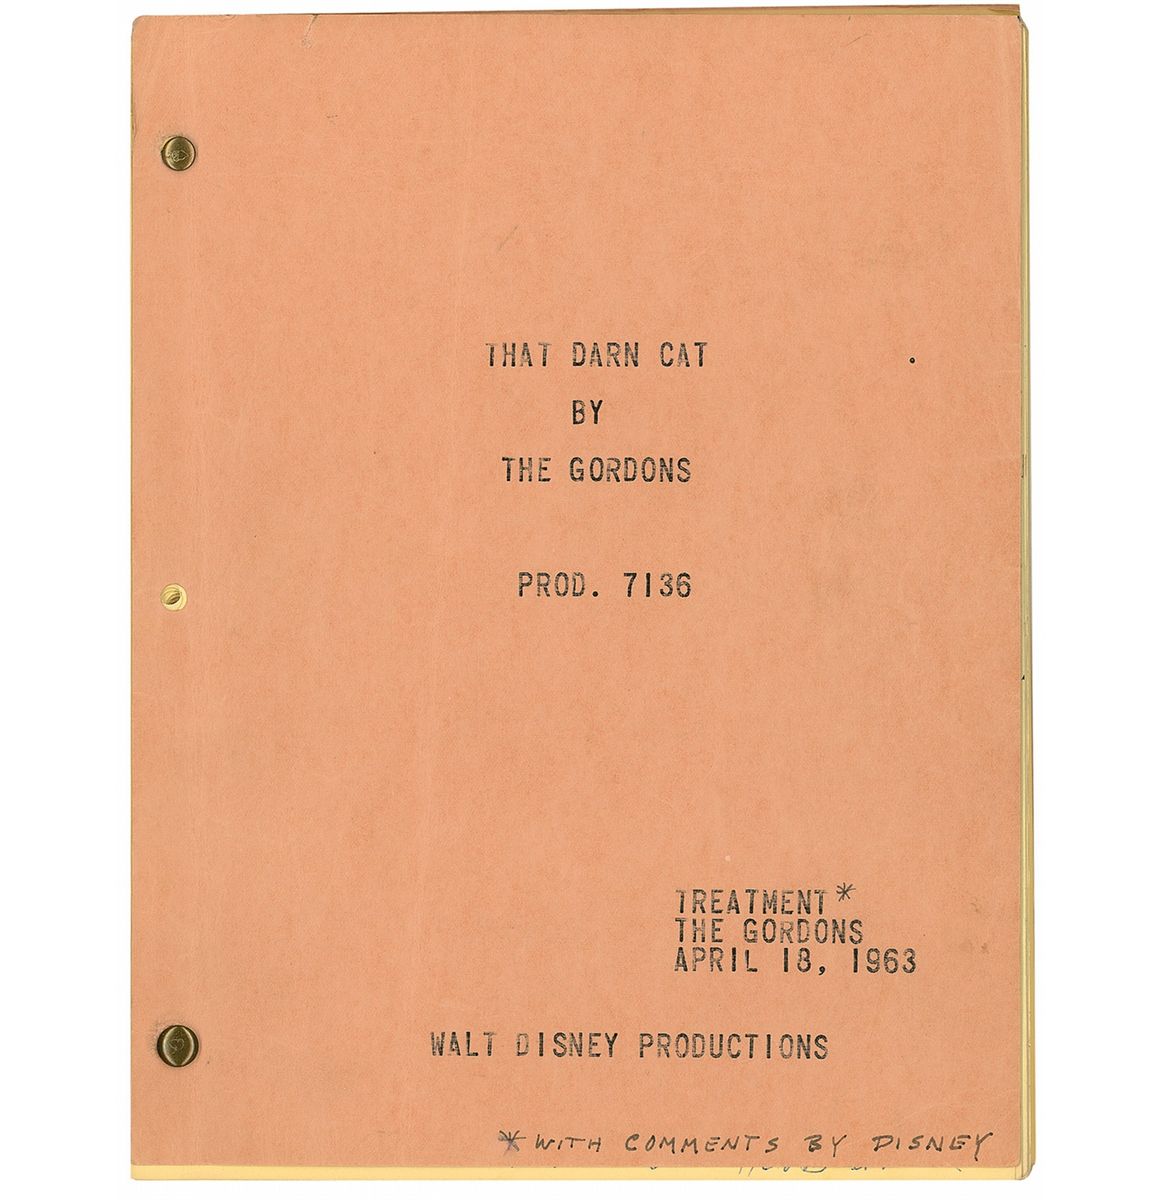 THAT DARN CAT
BY
THE GORDONS
PROD. 7136
TREATMENT*
THE GORDONS
APRIL 18, 1963
WALT DISNEY PRODUCTIONS
*WITH COMMENTS BY DISNEY